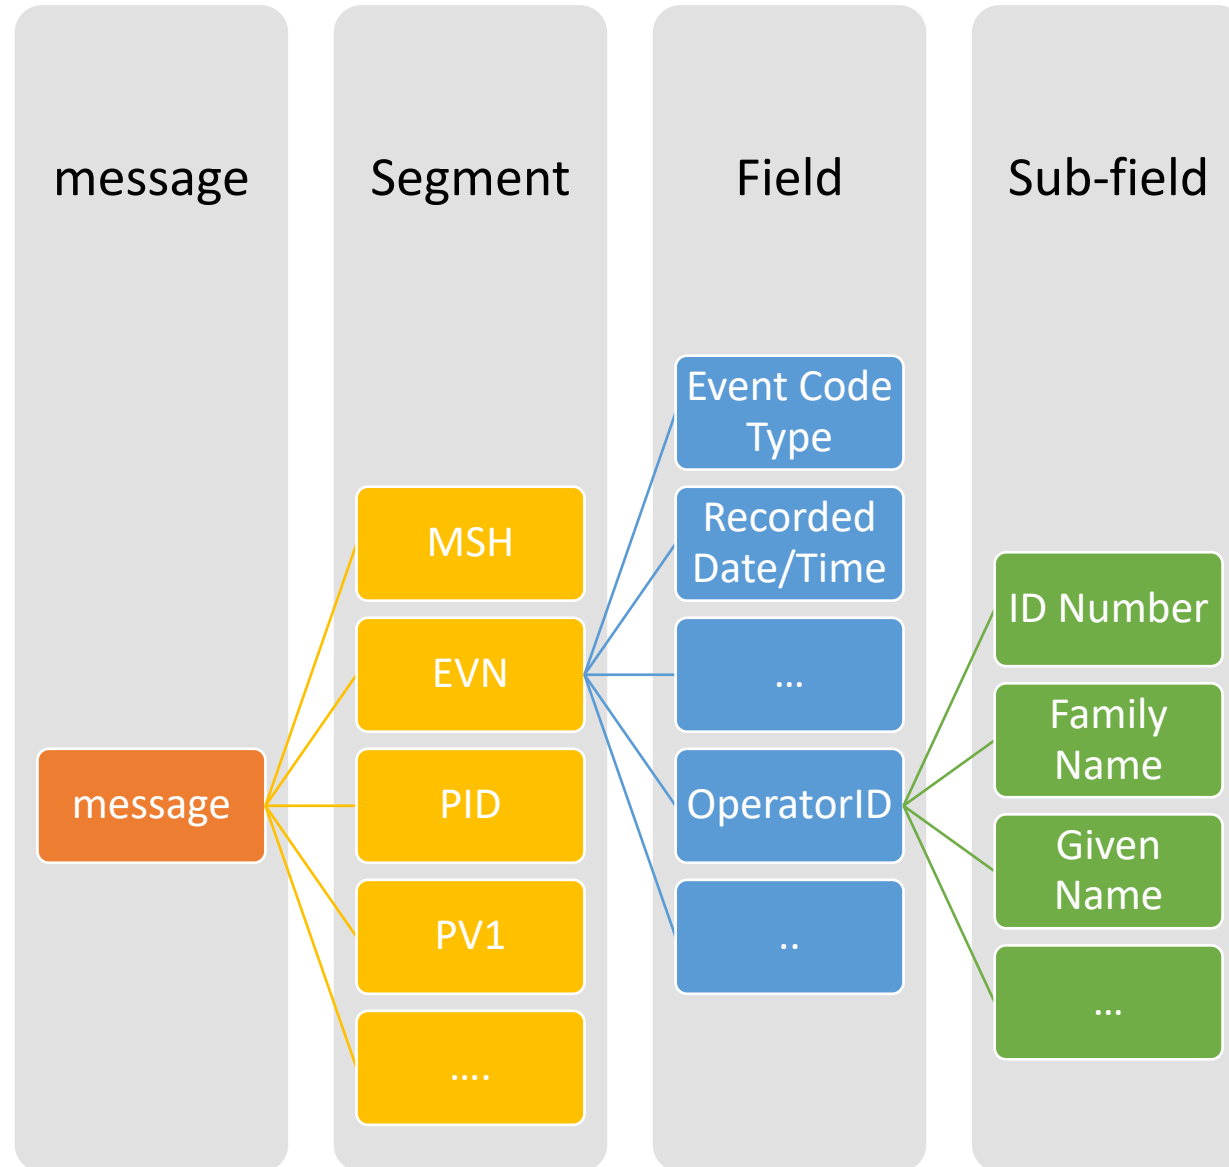 message
Segment
Field
Sub-field
message
MSH
EVN
PID
PV1
....
Event Code
Type
Recorded
Date/Time
...
OperatorID
..
ID Number
Family
Name
Given
Name
...